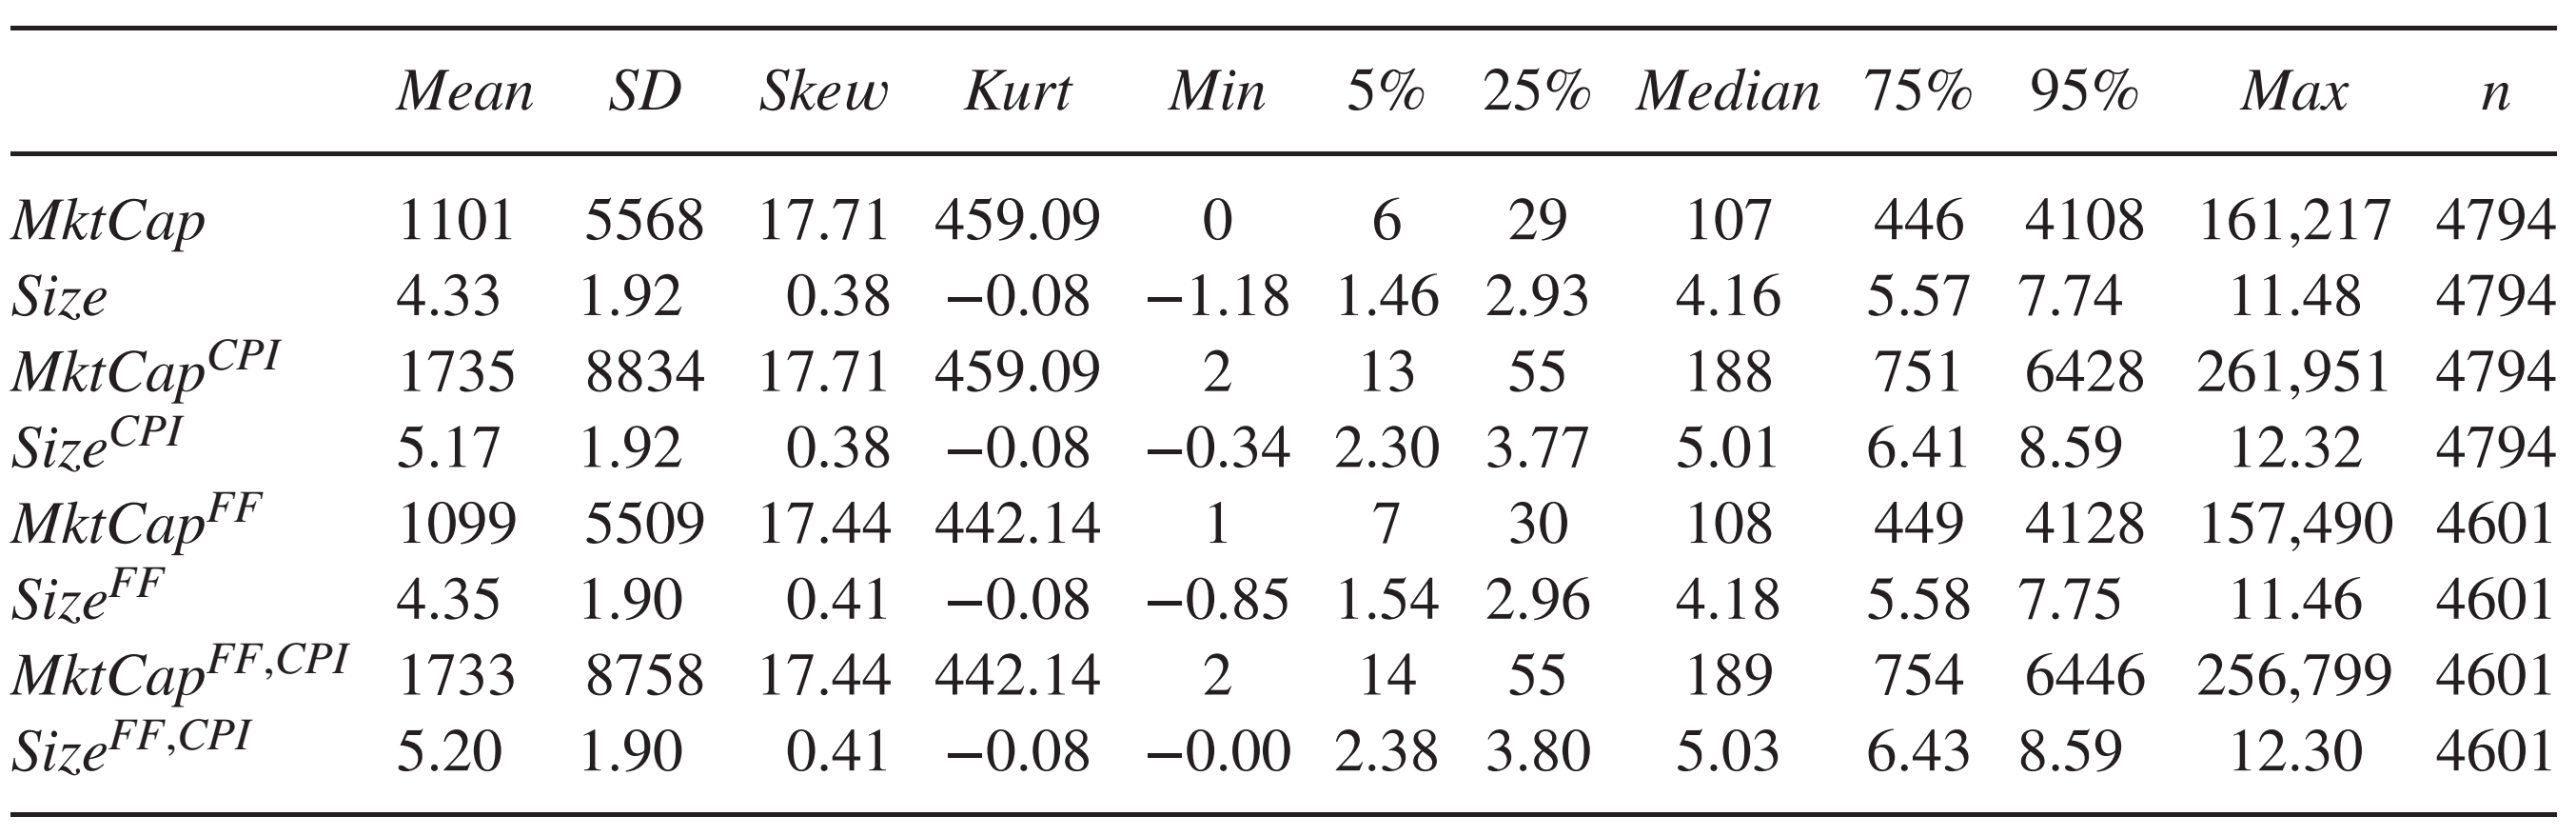 Mean SD Skew Kurt Min 5% 25% Median 75% 95% Max n
MktCap 1101 5568 17.71 459.09 0 6 29 107 446 4108 161,217 4794
Size 4.33 1.92 0.38 −0.08 −1.18 1.46 2.93 4.16 5.57 7.74 11.48 4794
MktCap^CPI 1735 8834 17.71 459.09 2 13 55 188 751 6428 261,951 4794
Size^CPI 5.17 1.92 0.38 −0.08 −0.34 2.30 3.77 5.01 6.41 8.59 12.32 4794
MktCap^FF 1099 5509 17.44 442.14 1 7 30 108 449 4128 157,490 4601
Size^FF 4.35 1.90 0.41 −0.08 −0.85 1.54 2.96 4.18 5.58 7.75 11.46 4601
MktCap^FF,CPI 1733 8758 17.44 442.14 2 14 55 189 754 6446 256,799 4601
Size^FF,CPI 5.20 1.90 0.41 −0.08 −0.00 2.38 3.80 5.03 6.43 8.59 12.30 4601